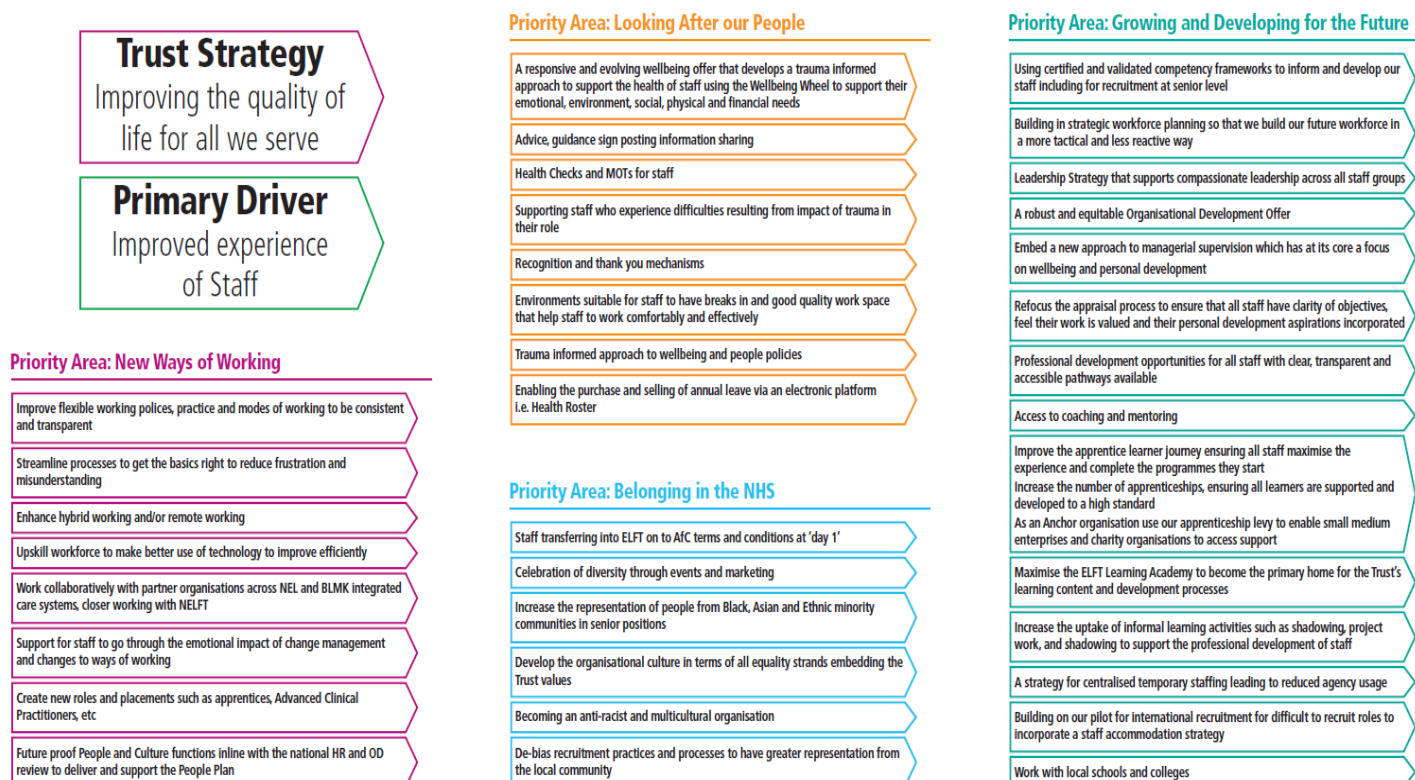 Trust Strategy
Improving the quality of
life for all we serve
Primary Driver
Improved experience
of Staff
Priority Area: New Ways of Working
Improve flexible working polices, practice and modes of working to be consistent
and transparent
Streamline processes to get the basics right to reduce frustration and
misunderstanding
Enhance hybrid working and/or remote working
Upskill workforce to make better use of technology to improve efficiently
Work collaboratively with partner organisations across NEL and BLMK integrated
care systems, closer working with NELFT
Support for staff to go through the emotional impact of change management
and changes to ways of working
Create new roles and placements such as apprentices, Advanced Clinical
Practitioners, etc
Future proof People and Culture functions inline with the national HR and OD
review to deliver and support the People Plan
Priority Area: Looking After our People
A responsive and evolving wellbeing offer that develops a trauma informed
approach to support the health of staff using the Wellbeing Wheel to support their
emotional, environment, social, physical and financial needs
Advice, guidance sign posting information sharing
Health Checks and MOTs for staff
Supporting staff who experience difficulties resulting from impact of trauma in
their role
Recognition and thank you mechanisms
Environments suitable for staff to have breaks in and good quality work space
that help staff to work comfortably and effectively
Trauma informed approach to wellbeing and people policies
Enabling the purchase and selling of annual leave via an electronic platform
i.e. Health Roster
Priority Area: Belonging in the NHS
Staff transferring into ELFT on to AfC terms and conditions at 'day 1'
Celebration of diversity through events and marketing
Increase the representation of people from Black, Asian and Ethnic minority
communities in senior positions
Develop the organisational culture in terms of all equality strands embedding the
Trust values
Becoming an anti-racist and multicultural organisation
De-bias recruitment practices and processes to have greater representation from
the local community
Priority Area: Growing and Developing for the Future
Using certified and validated competency frameworks to inform and develop our
staff including for recruitment at senior level
Building in strategic workforce planning so that we build our future workforce in
a more tactical and less reactive way
Leadership Strategy that supports compassionate leadership across all staff groups
A robust and equitable Organisational Development Offer
Embed a new approach to managerial supervision which has at its core a focus
on wellbeing and personal development
Refocus the appraisal process to ensure that all staff have clarity of objectives,
feel their work is valued and their personal development aspirations incorporated
Professional development opportunities for all staff with clear, transparent and
accessible pathways available
Access to coaching and mentoring
Improve the apprentice learner journey ensuring all staff maximise the
experience and complete the programmes they start
Increase the number of apprenticeships, ensuring all learners are supported and
developed to a high standard
As an Anchor organisation use our apprenticeship levy to enable small medium
enterprises and charity organisations to access support
Maximise the ELFT Learning Academy to become the primary home for the Trust's
learning content and development processes
Increase the uptake of informal learning activities such as shadowing, project
work, and shadowing to support the professional development of staff
A strategy for centralised temporary staffing leading to reduced agency usage
Building on our pilot for international recruitment for difficult to recruit roles to
incorporate a staff accommodation strategy
Work with local schools and colleges